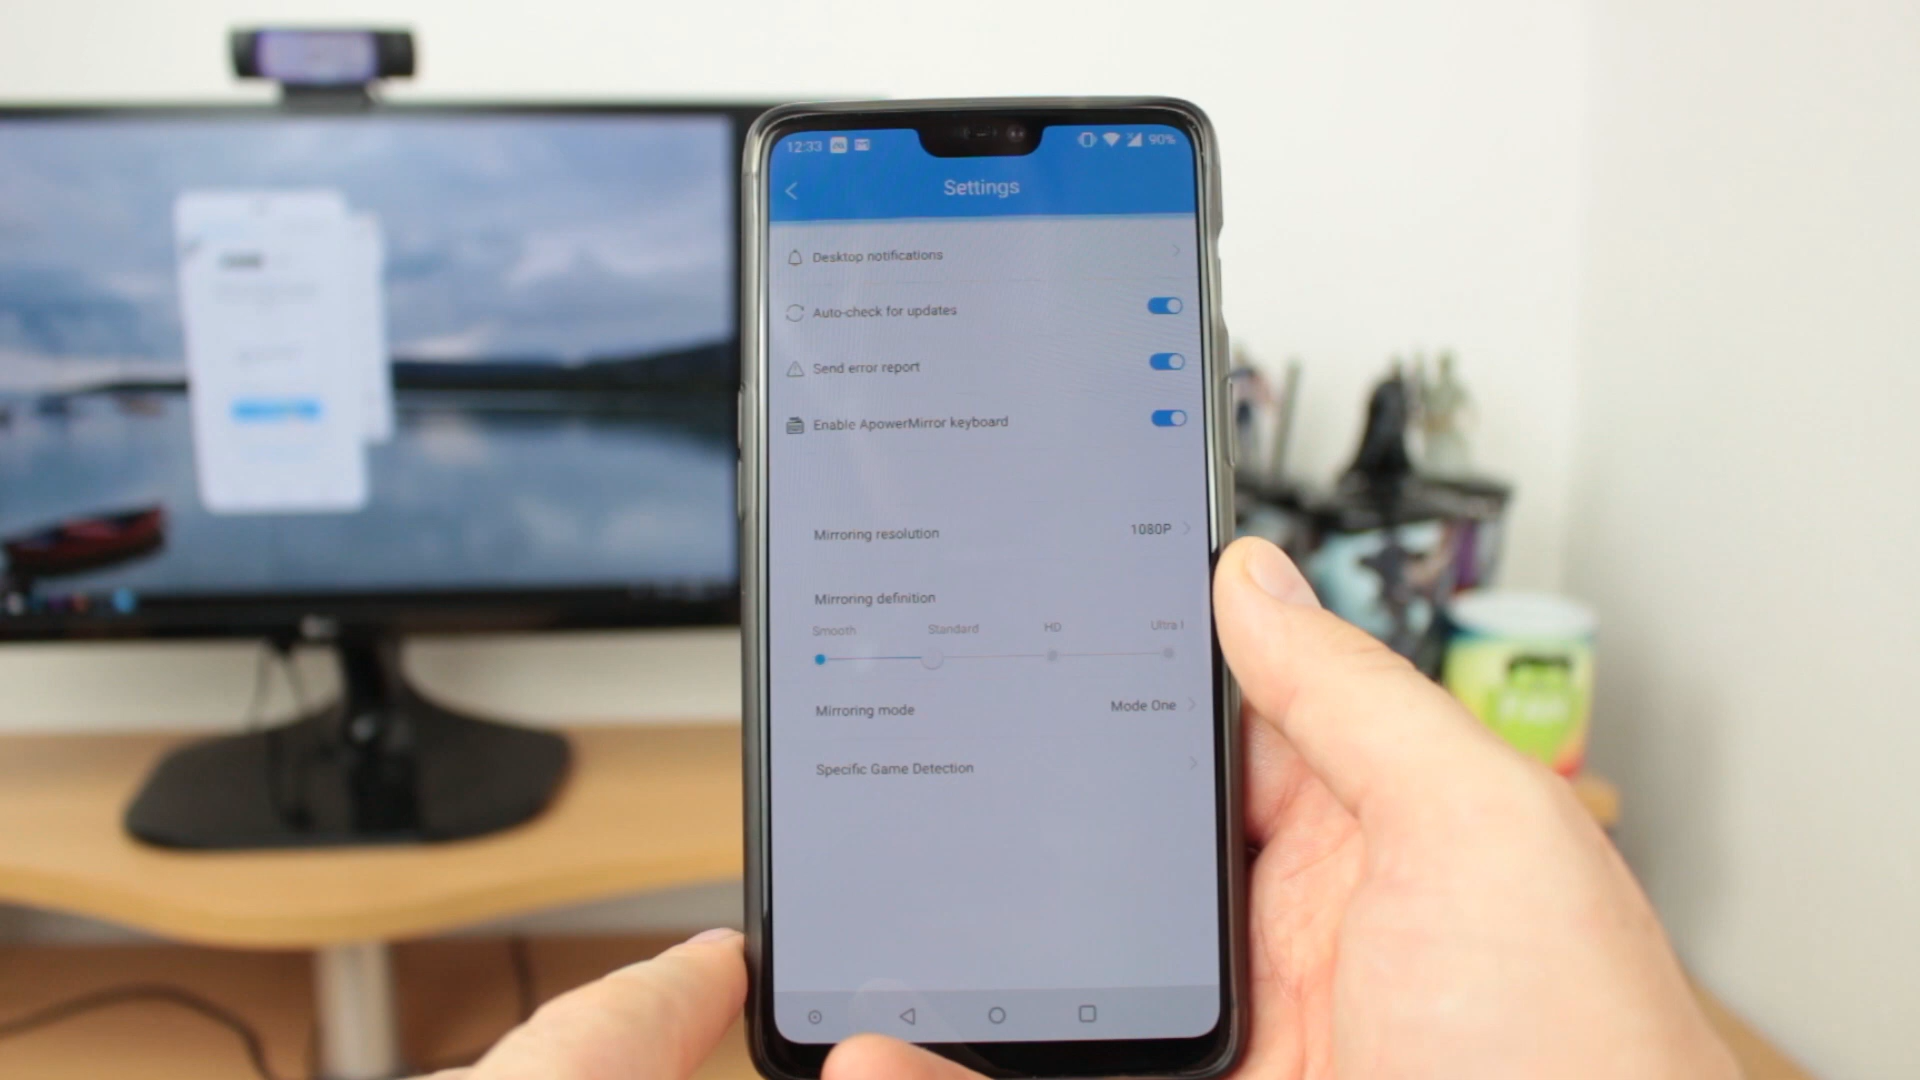 12:33 90%
Settings
Desktop notifications
Auto-check for updates
Send error report
Enable ApowerMirror keyboard
Mirroring resolution 1080P
Mirroring definition
Smooth Standard HD Ultra
Mirroring mode Mode One
Specific Game Detection